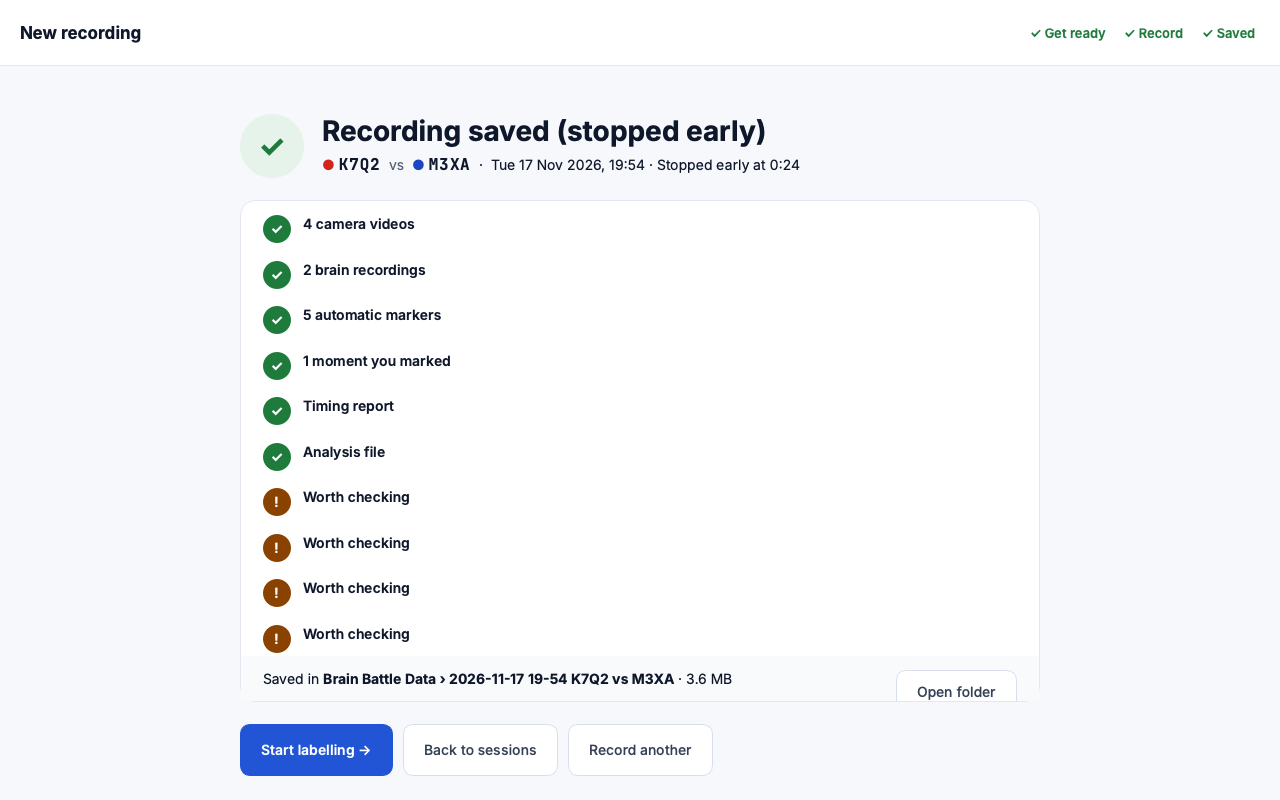 New recording
✓ Get ready ✓ Record ✓ Saved
Recording saved (stopped early)
K7Q2 vs M3XA · Tue 17 Nov 2026, 19:54 · Stopped early at 0:24
4 camera videos
2 brain recordings
5 automatic markers
1 moment you marked
Timing report
Analysis file
! Worth checking
! Worth checking
! Worth checking
! Worth checking
Saved in Brain Battle Data › 2026-11-17 19-54 K7Q2 vs M3XA · 3.6 MB
Open folder
Start labelling →
Back to sessions
Record another